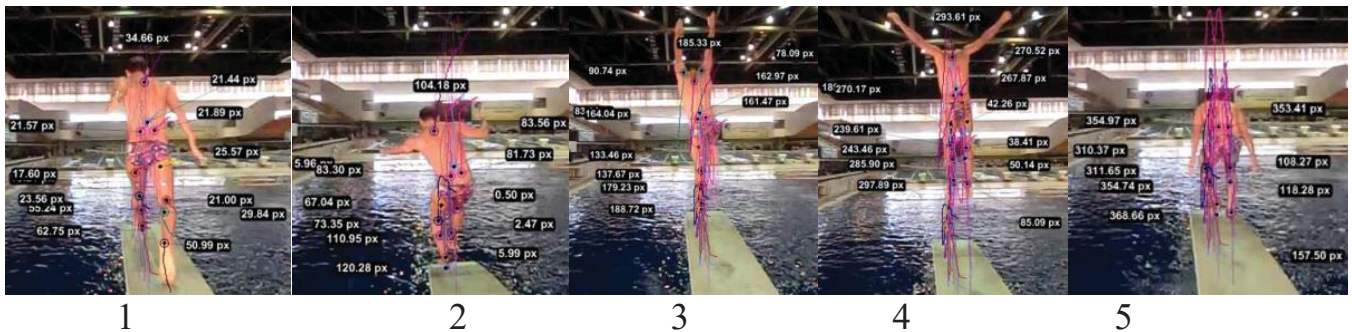 34.66 px
21.44 px
21.89 px
21.57 px
25.57 px
17.60 px
23.56 px
21.00 px
55.24 px
29.84 px
62.75 px
50.99 px
1
104.18 px
83.56 px
81.73 px
5.96 px
83.30 px
67.04 px
0.50 px
73.35 px
2.47 px
110.95 px
5.99 px
120.28 px
2
185.33 px
78.09 px
90.74 px
162.97 px
161.47 px
164.04 px
133.46 px
137.67 px
179.23 px
188.72 px
3
293.61 px
270.52 px
267.87 px
270.17 px
42.26 px
239.61 px
243.46 px
38.41 px
285.90 px
50.14 px
297.89 px
85.09 px
4
353.41 px
354.97 px
310.37 px
108.27 px
311.65 px
354.74 px
118.28 px
368.66 px
157.50 px
5